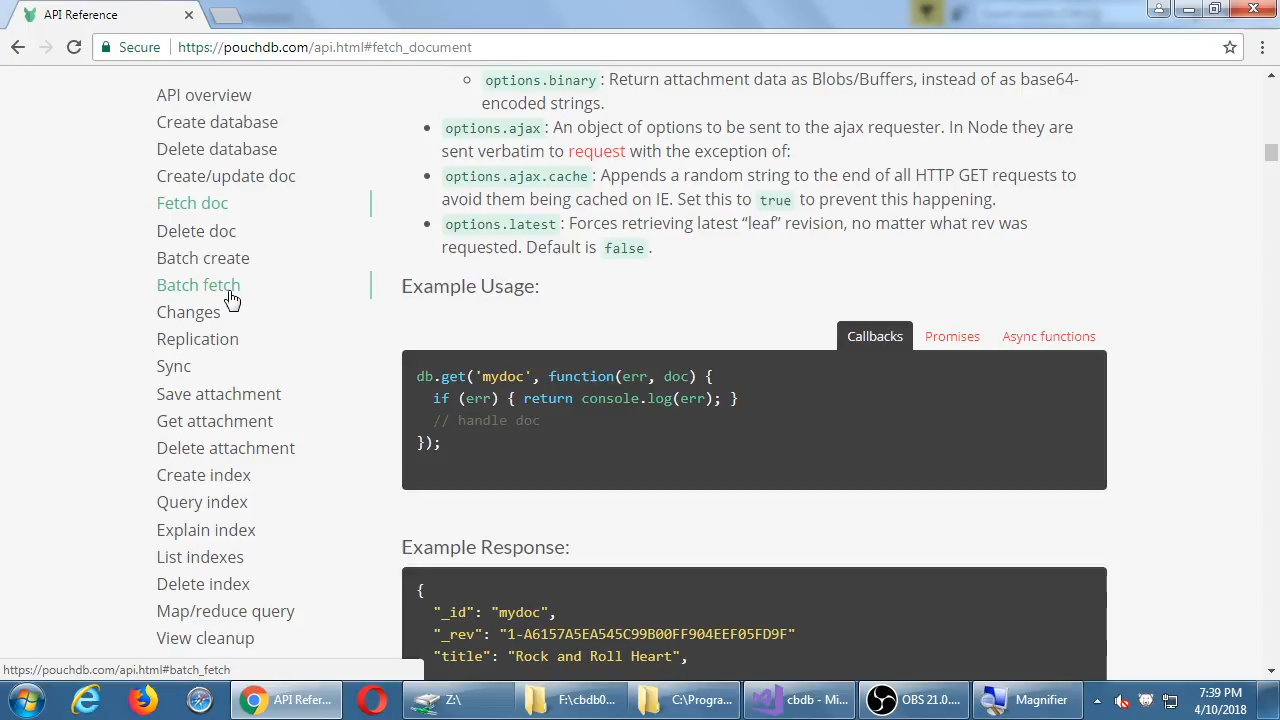 API Reference
Secure
https://pouchdb.com/api.html#fetch_document
API overview
Create database
Delete database
Create/update doc
Fetch doc
Delete doc
Batch create
Batch fetch
Changes
Replication
Sync
Save attachment
Get attachment
Delete attachment
Create index
Query index
Explain index
List indexes
Delete index
Map/reduce query
View cleanup
options.binary: Return attachment data as Blobs/Buffers, instead of as base64-
encoded strings.
options.ajax: An object of options to be sent to the ajax requester. In Node they are
sent verbatim to request with the exception of:
options.ajax.cache: Appends a random string to the end of all HTTP GET requests to
avoid them being cached on IE. Set this to true to prevent this happening.
options.latest: Forces retrieving latest “leaf” revision, no matter what rev was
requested. Default is false.
Example Usage:
Callbacks Promises Async functions
db.get('mydoc', function(err, doc) {
if (err) { return console.log(err); }
// handle doc
});
Example Response:
{
"_id": "mydoc",
"_rev": "1-A6157A5EA545C99B00FF904EEF05FD9F"
"title": "Rock and Roll Heart",
https://pouchdb.com/api.html#batch_fetch
API Refer...
Z:\
F:\cbdb0...
C:\Progra...
cbdb - Mi...
OBS 21.0....
Magnifier
7:39 PM
4/10/2018